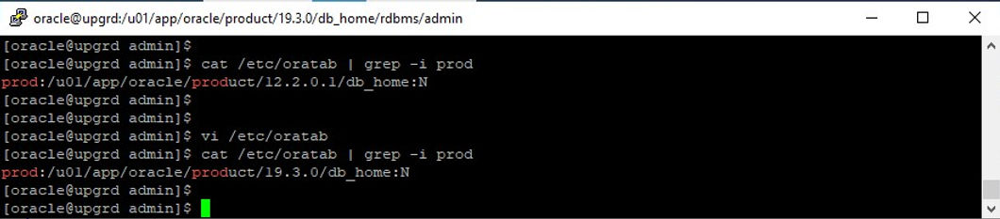 oracle@upgrd:/u01/app/oracle/product/19.3.0/db_home/rdbms/admin
[oracle@upgrd admin]$
[oracle@upgrd admin]$ cat /etc/oratab | grep -i prod
prod:/u01/app/oracle/product/12.2.0.1/db_home:N
[oracle@upgrd admin]$
[oracle@upgrd admin]$
[oracle@upgrd admin]$ vi /etc/oratab
[oracle@upgrd admin]$ cat /etc/oratab | grep -i prod
prod:/u01/app/oracle/product/19.3.0/db_home:N
[oracle@upgrd admin]$
[oracle@upgrd admin]$